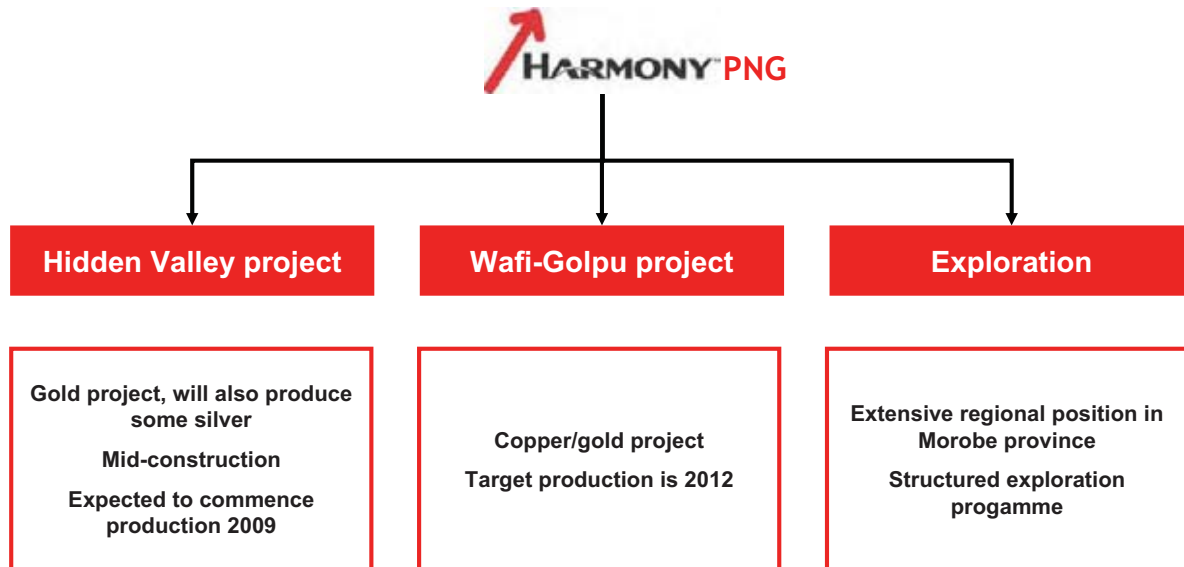 HARMONY™ PNG
Hidden Valley project
Wafi-Golpu project
Exploration
Gold project, will also produce
some silver
Mid-construction
Expected to commence
production 2009
Copper/gold project
Target production is 2012
Extensive regional position in
Morobe province
Structured exploration
progamme